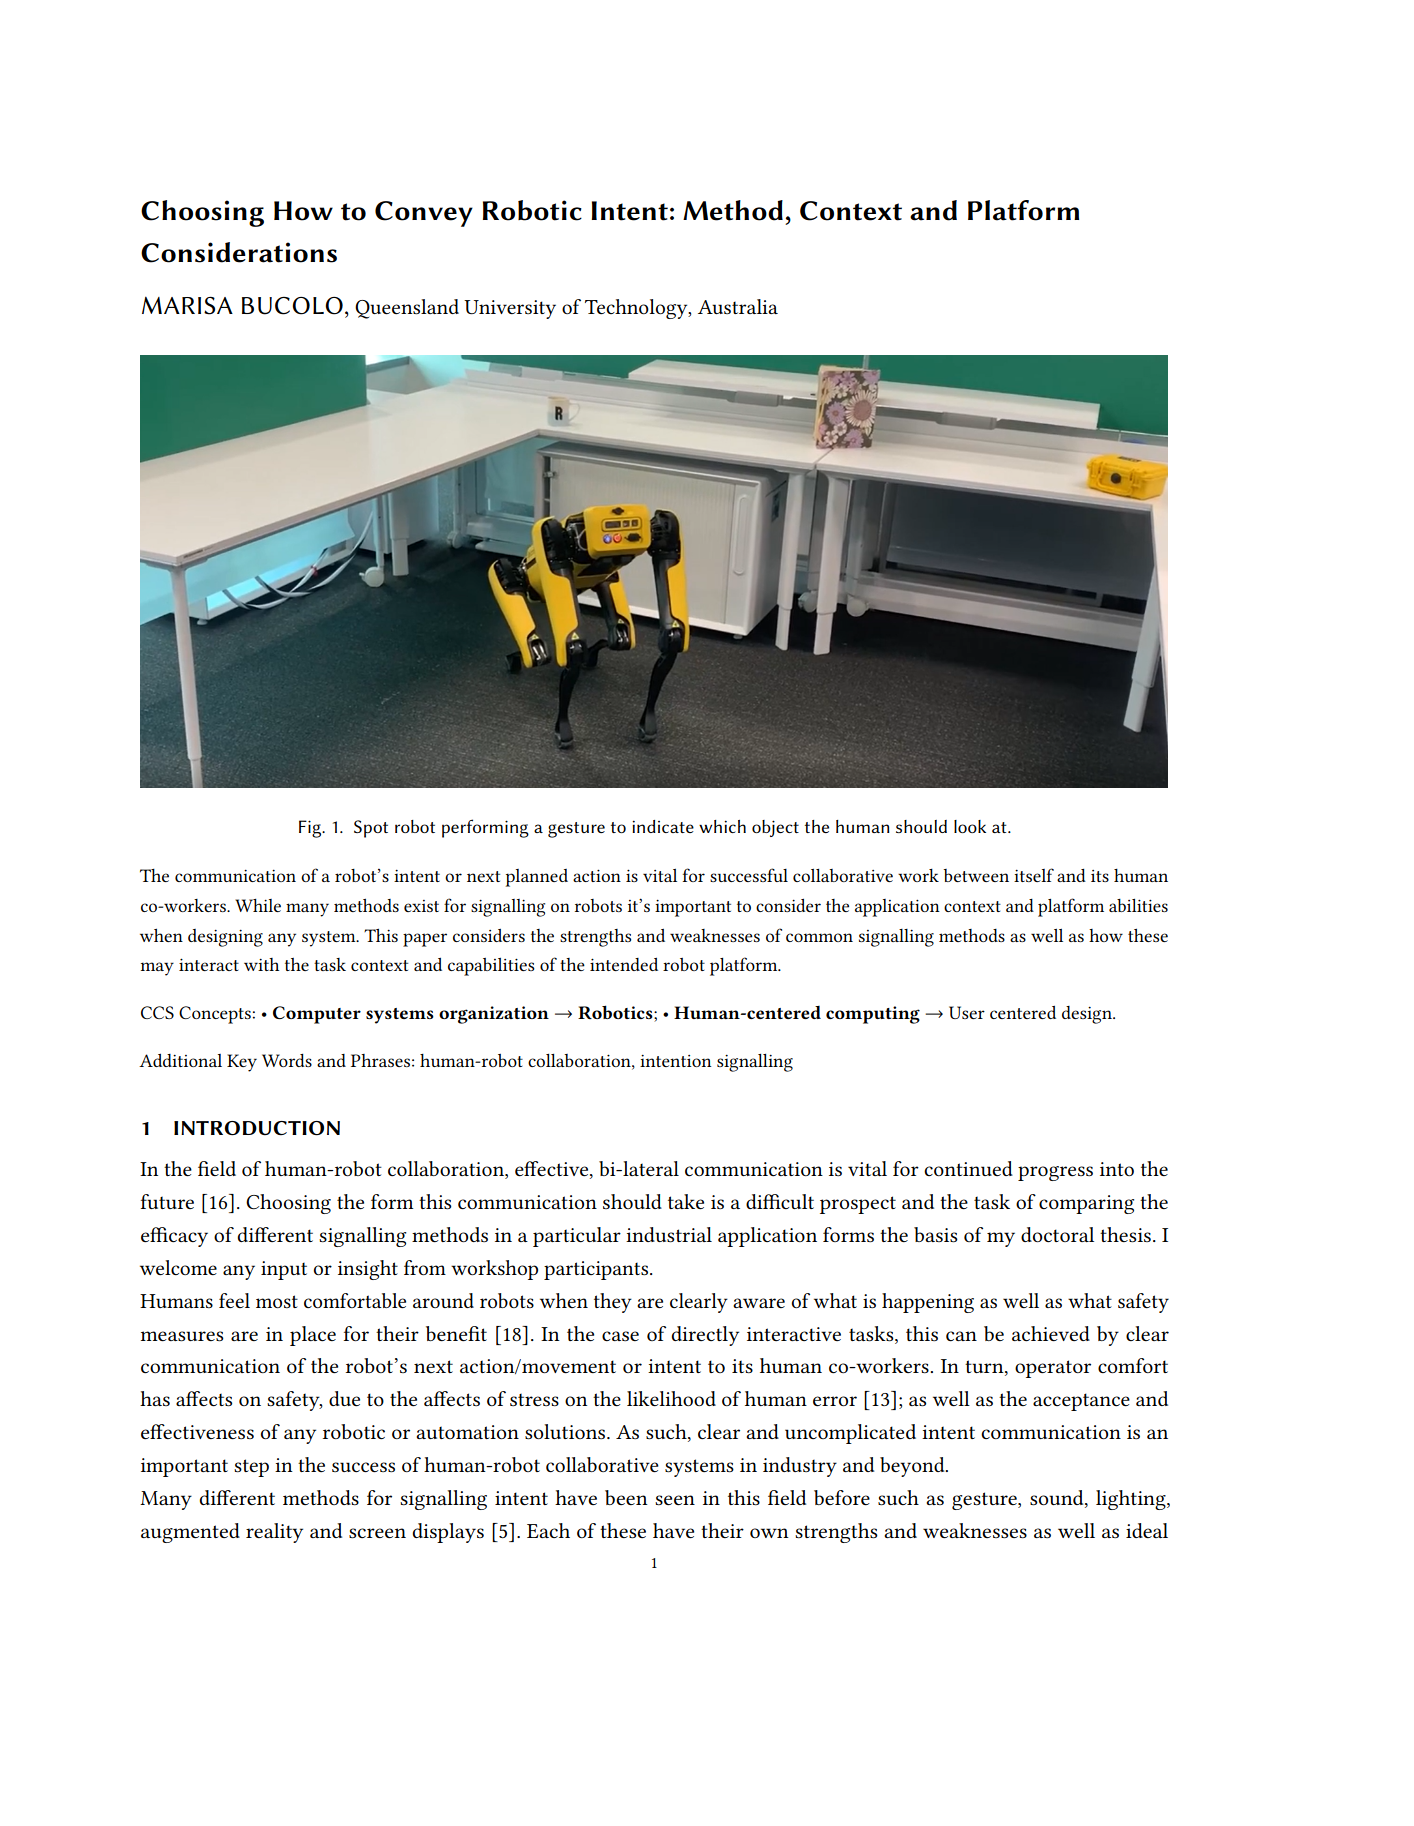 Choosing How to Convey Robotic Intent: Method, Context and Platform
Considerations
MARISA BUCOLO, Queensland University of Technology, Australia
R
Fig. 1. Spot robot performing a gesture to indicate which object the human should look at.
The communication of a robot's intent or next planned action is vital for successful collaborative work between itself and its human
co-workers. While many methods exist for signalling on robots it's important to consider the application context and platform abilities
when designing any system. This paper considers the strengths and weaknesses of common signalling methods as well as how these
may interact with the task context and capabilities of the intended robot platform.
CCS Concepts: • Computer systems organization → Robotics; • Human-centered computing → User centered design.
Additional Key Words and Phrases: human-robot collaboration, intention signalling
1 INTRODUCTION
In the field of human-robot collaboration, effective, bi-lateral communication is vital for continued progress into the
future [16]. Choosing the form this communication should take is a difficult prospect and the task of comparing the
efficacy of different signalling methods in a particular industrial application forms the basis of my doctoral thesis. I
welcome any input or insight from workshop participants.
Humans feel most comfortable around robots when they are clearly aware of what is happening as well as what safety
measures are in place for their benefit [18]. In the case of directly interactive tasks, this can be achieved by clear
communication of the robot's next action/movement or intent to its human co-workers. In turn, operator comfort
has affects on safety, due to the affects of stress on the likelihood of human error [13]; as well as the acceptance and
effectiveness of any robotic or automation solutions. As such, clear and uncomplicated intent communication is an
important step in the success of human-robot collaborative systems in industry and beyond.
Many different methods for signalling intent have been seen in this field before such as gesture, sound, lighting,
augmented reality and screen displays [5]. Each of these have their own strengths and weaknesses as well as ideal
1